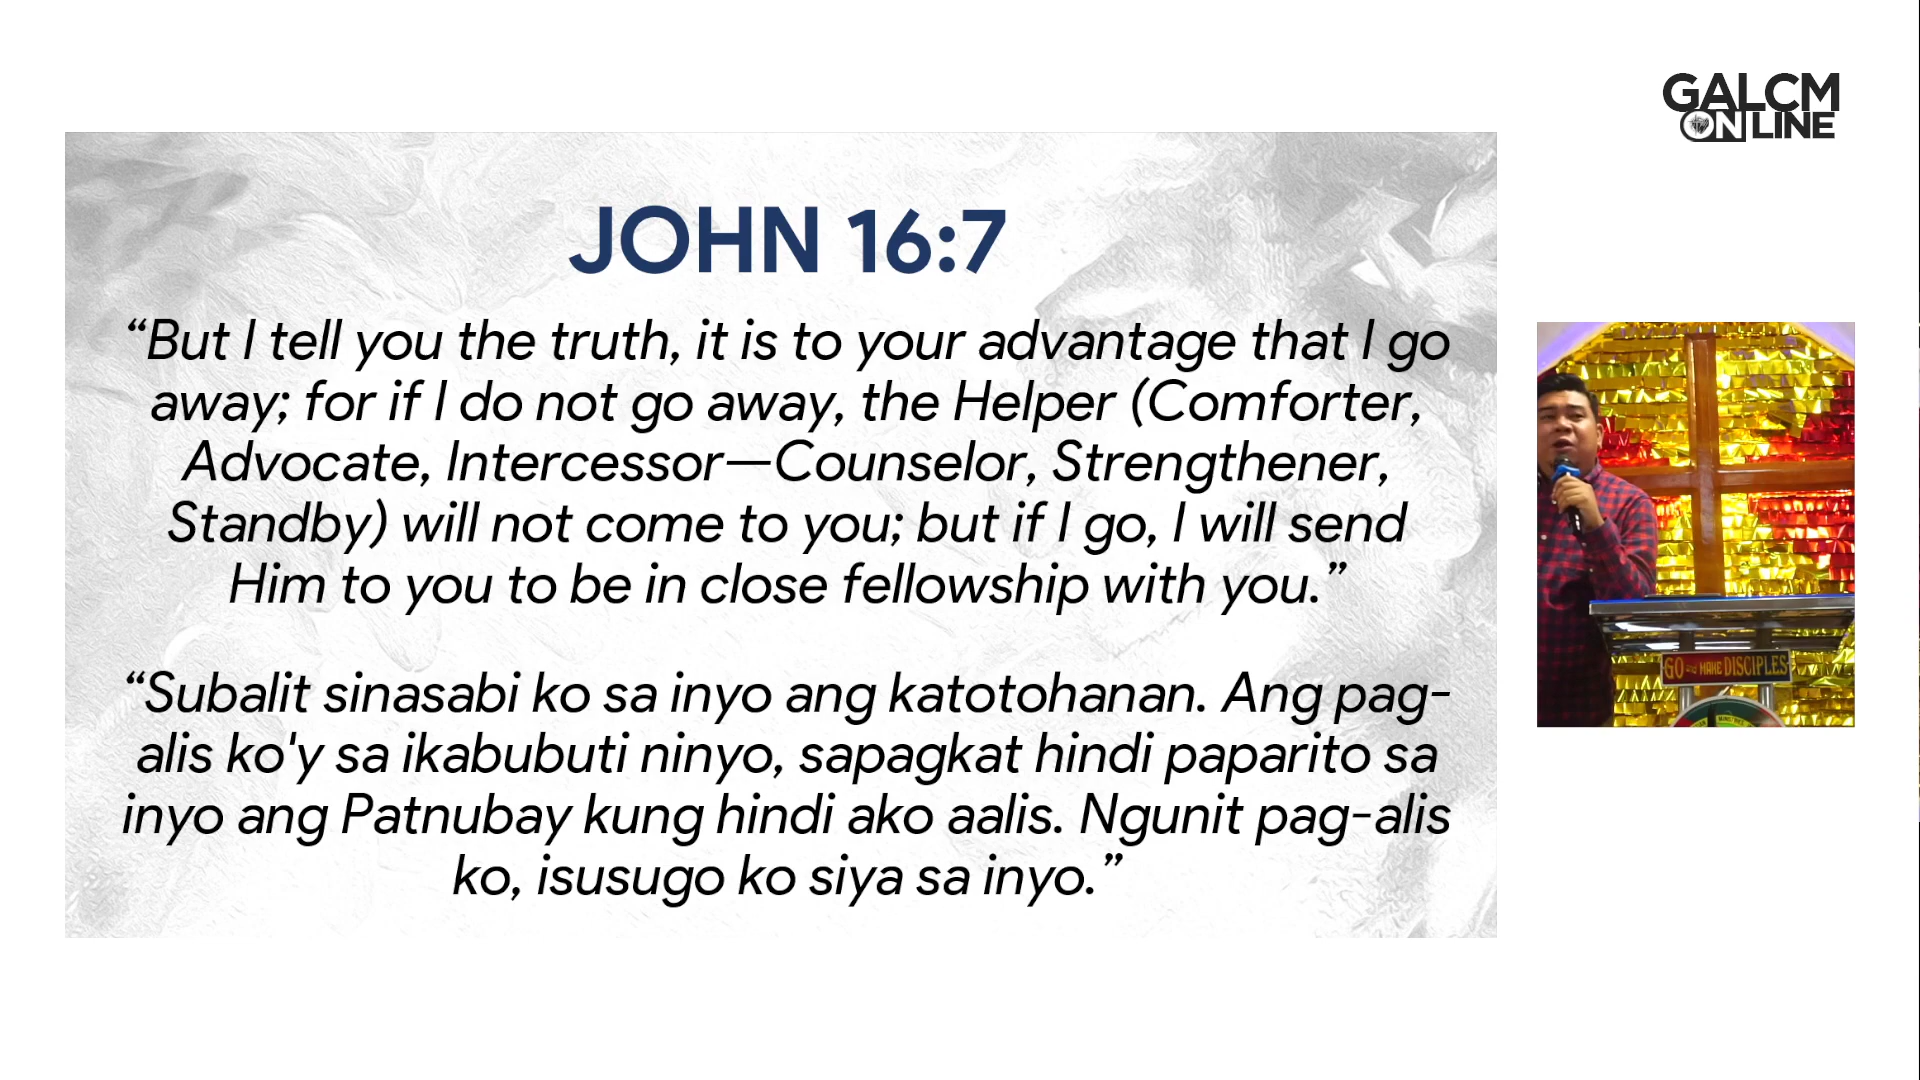 GALCM
ONLINE
JOHN 16:7
“But I tell you the truth, it is to your advantage that I go
away; for if I do not go away, the Helper (Comforter,
Advocate, Intercessor—Counselor, Strengthener,
Standby) will not come to you; but if I go, I will send
Him to you to be in close fellowship with you.”
“Subalit sinasabi ko sa inyo ang katotohanan. Ang pag-
alis ko'y sa ikabubuti ninyo, sapagkat hindi paparito sa
inyo ang Patnubay kung hindi ako aalis. Ngunit pag-alis
ko, isusugo ko siya sa inyo.”
GO MAKE DISCIPLES